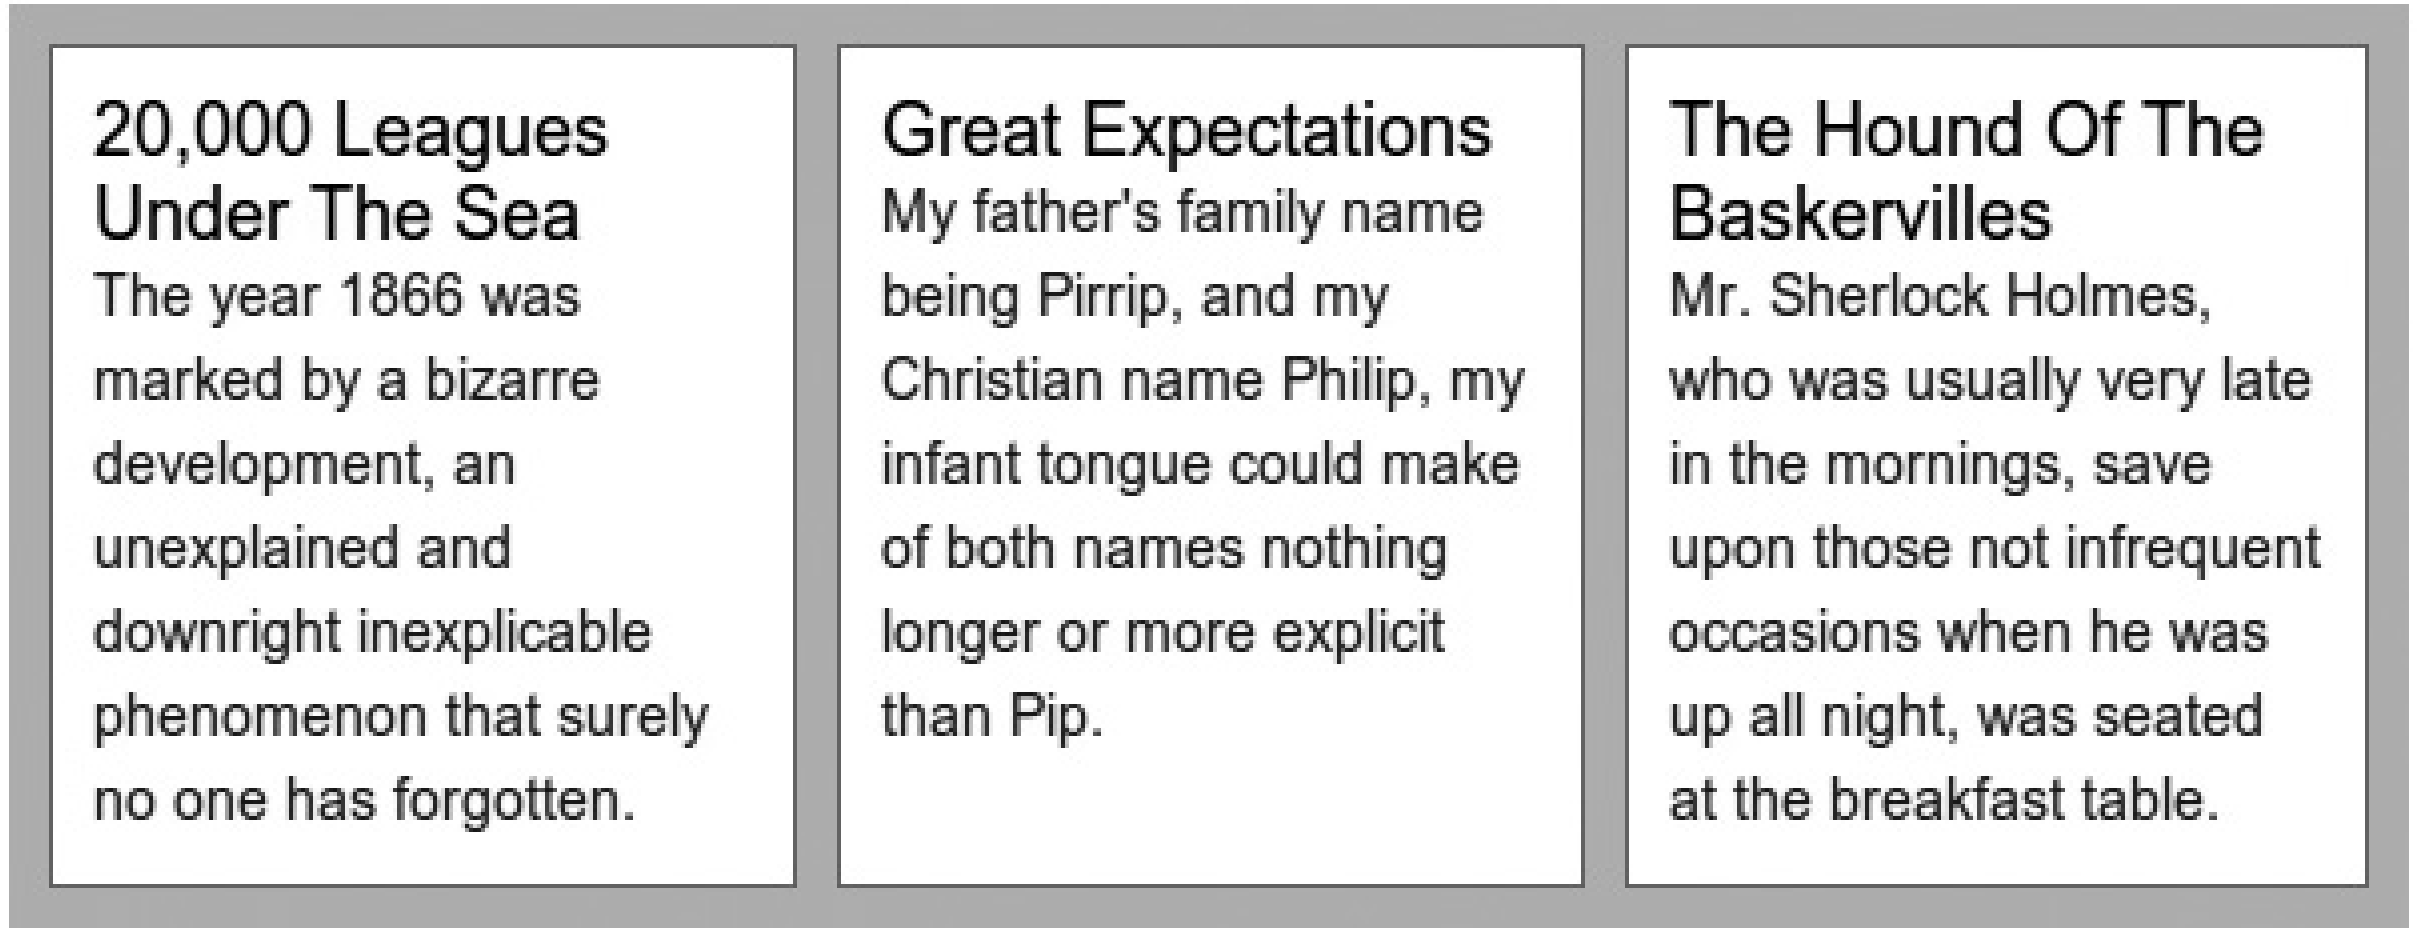 20,000 Leagues
Under The Sea
The year 1866 was
marked by a bizarre
development, an
unexplained and
downright inexplicable
phenomenon that surely
no one has forgotten.
Great Expectations
My father's family name
being Pirrip, and my
Christian name Philip, my
infant tongue could make
of both names nothing
longer or more explicit
than Pip.
The Hound Of The
Baskervilles
Mr. Sherlock Holmes,
who was usually very late
in the mornings, save
upon those not infrequent
occasions when he was
up all night, was seated
at the breakfast table.